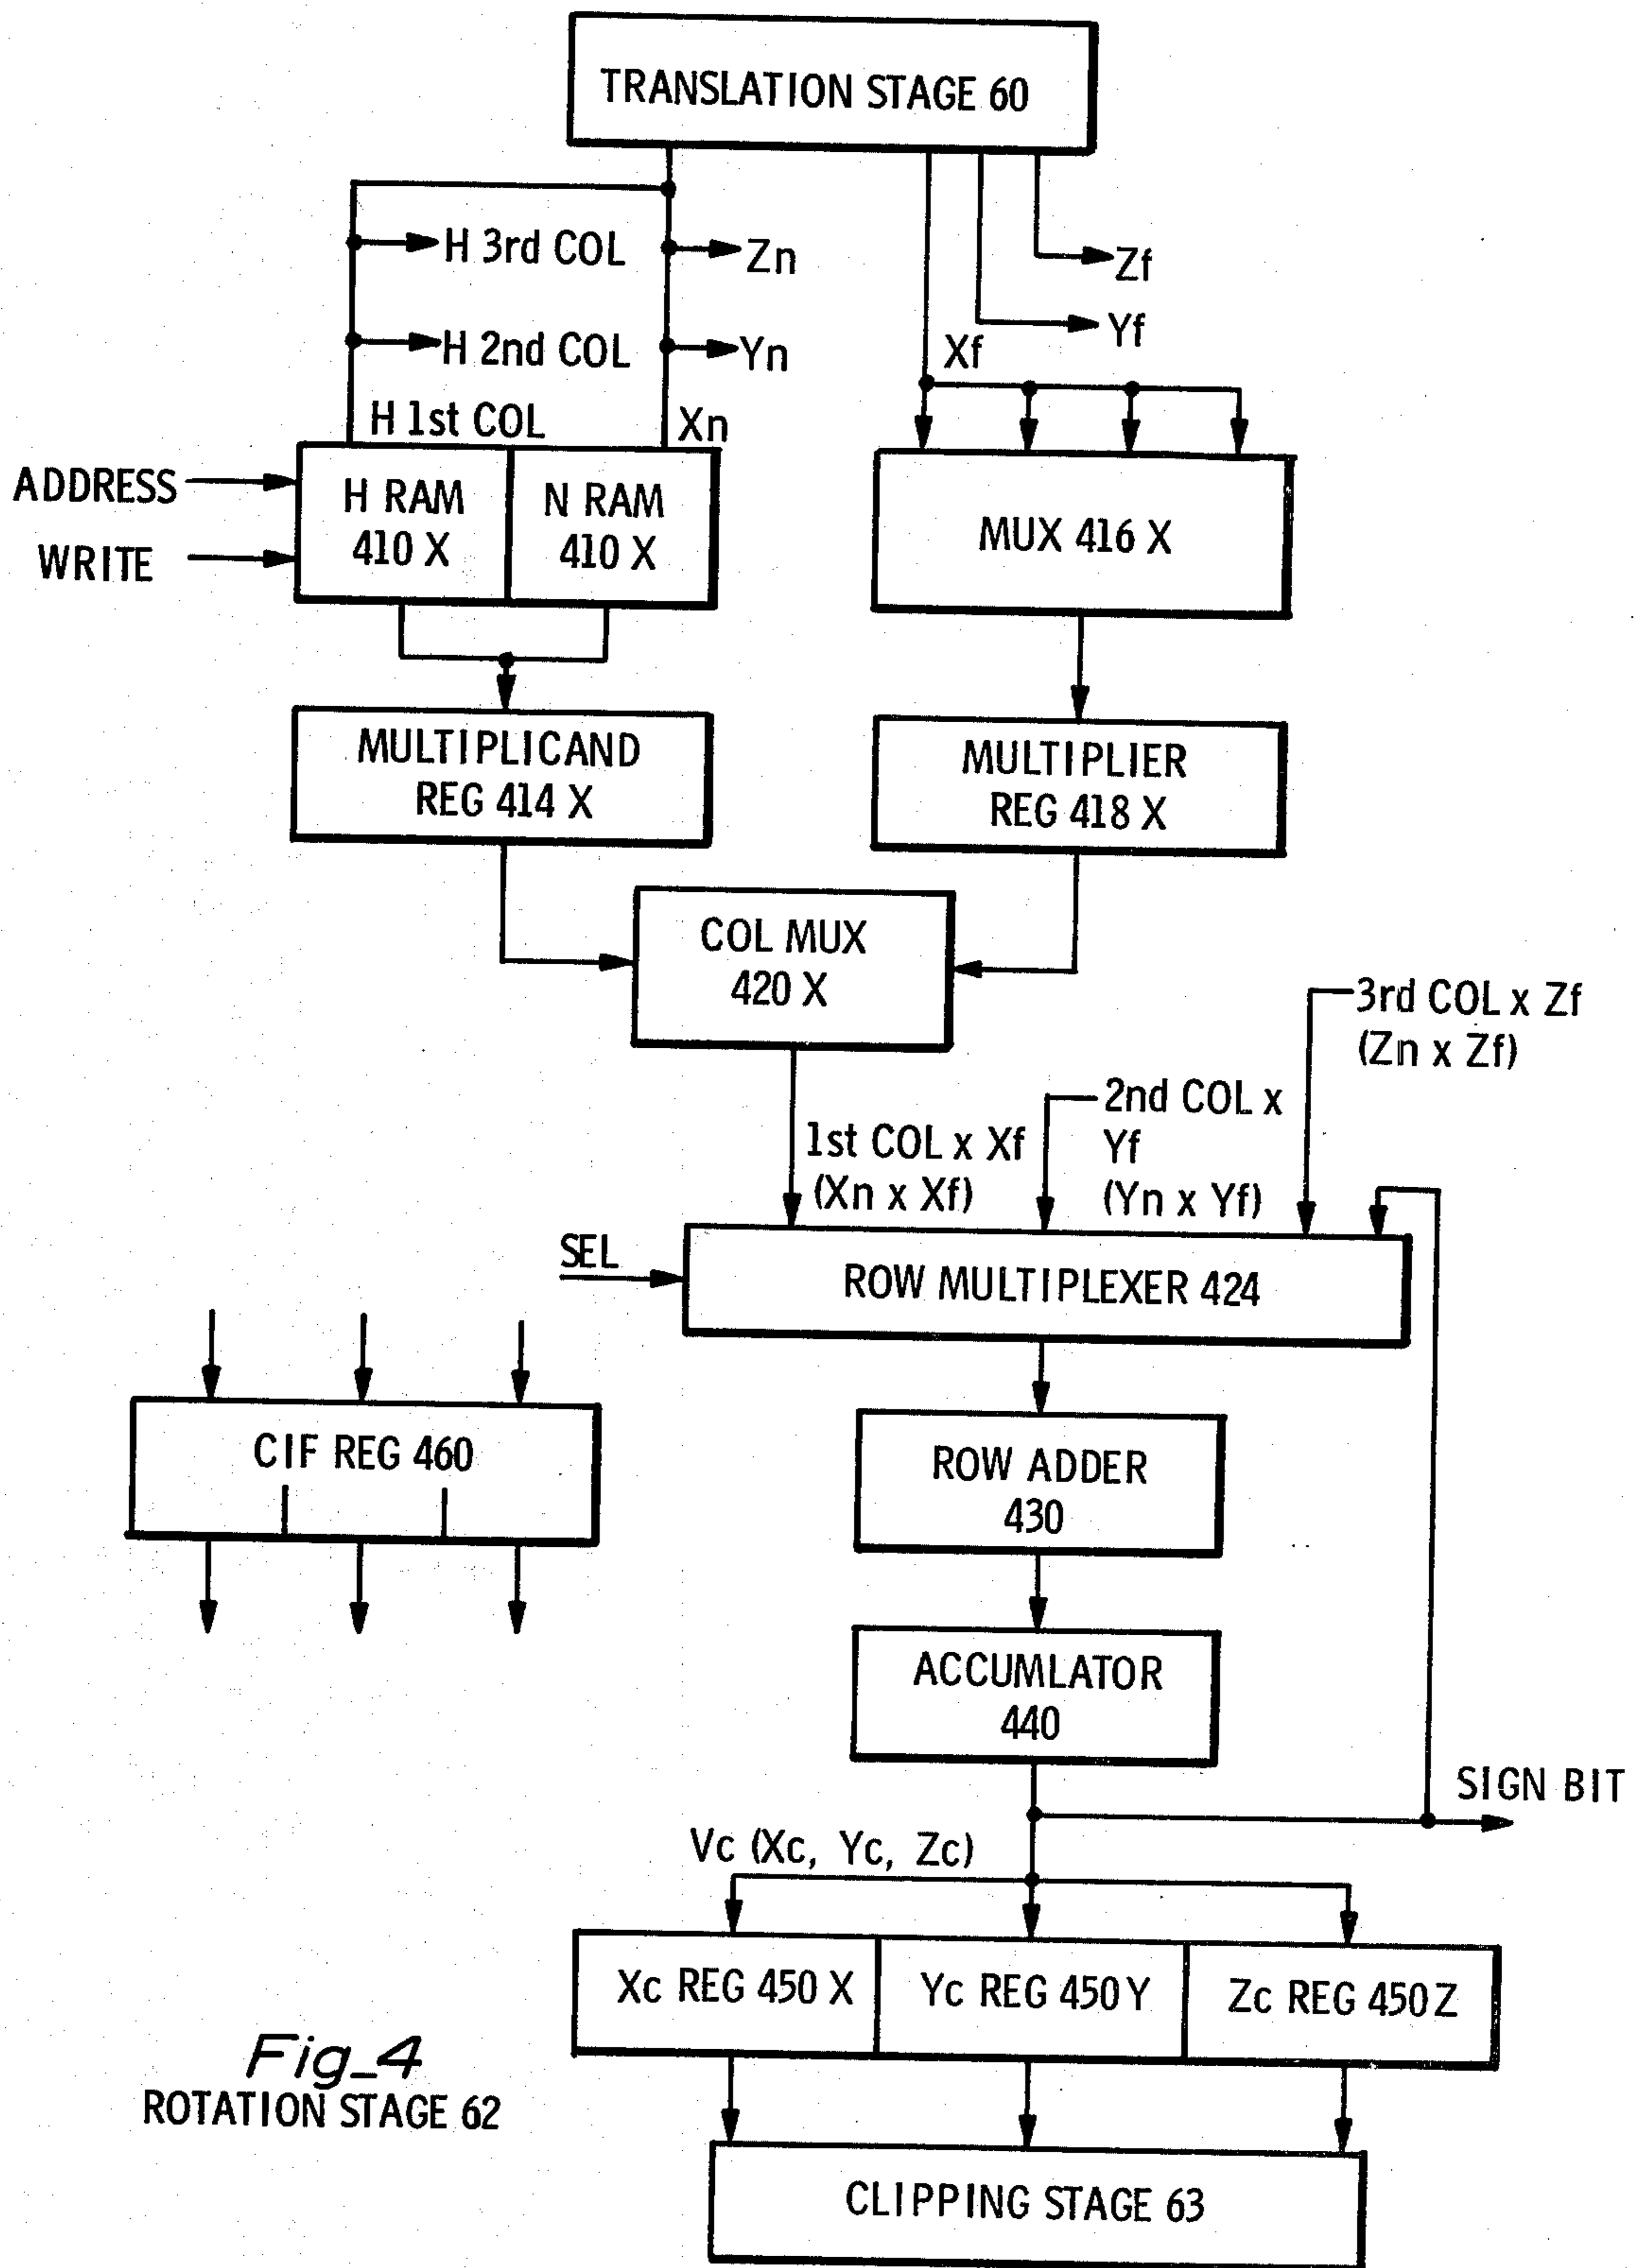 TRANSLATION STAGE 60
H 3rd COL
Zn
Zf
H 2nd COL
Yn
Xf
Yf
H 1st COL
Xn
ADDRESS
WRITE
H RAM
410 X
N RAM
410 X
MUX 416 X
MULTIPLICAND
REG 414 X
MULTIPLIER
REG 418 X
COL MUX
420 X
3rd COL x Zf
(Zn x Zf)
2nd COL x
Yf
(Yn x Yf)
1st COL x Xf
(Xn x Xf)
SEL
ROW MULTIPLEXER 424
CIF REG 460
ROW ADDER
430
ACCUMLATOR
440
SIGN BIT
Vc (Xc, Yc, Zc)
Xc REG 450 X
Yc REG 450 Y
Zc REG 450 Z
Fig_4
ROTATION STAGE 62
CLIPPING STAGE 63